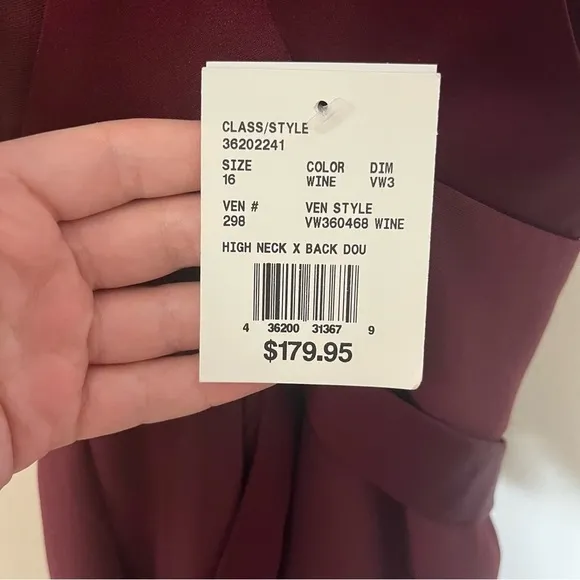 CLASS/STYLE
36202241
SIZE COLOR DIM
16 WINE VW3
VEN # VEN STYLE
298 VW360468 WINE
HIGH NECK X BACK DOU
4 36200 31367 9
$179.95